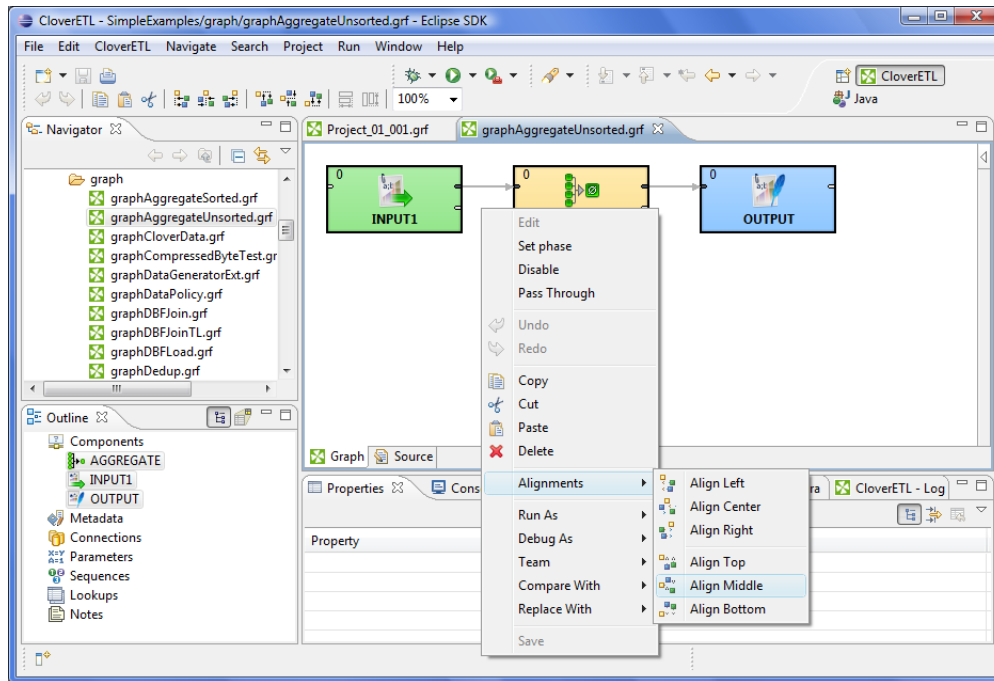 CloverETL - SimpleExamples/graph/graphAggregateUnsorted.grf - Eclipse SDK
File Edit CloverETL Navigate Search Project Run Window Help
CloverETL
100%
Java
Navigator
Project_01_001.grf
graphAggregateUnsorted.grf
graph
graphAggregateSorted.grf
graphAggregateUnsorted.grf
graphCloverData.grf
graphCompressedByteTest.gr
graphDataGeneratorExt.grf
graphDataPolicy.grf
graphDBFJoin.grf
graphDBFJoinTL.grf
graphDBFLoad.grf
graphDedup.grf
0
INPUT1
0
0
OUTPUT
Edit
Set phase
Disable
Pass Through
Undo
Redo
Copy
Cut
Paste
Delete
Alignments
Run As
Debug As
Team
Compare With
Replace With
Save
Align Left
Align Center
Align Right
Align Top
Align Middle
Align Bottom
Outline
Components
AGGREGATE
INPUT1
OUTPUT
Metadata
Connections
X=Y
A=1
Parameters
Sequences
Lookups
Notes
Graph Source
Properties
Cons
ra
CloverETL - Log
Property